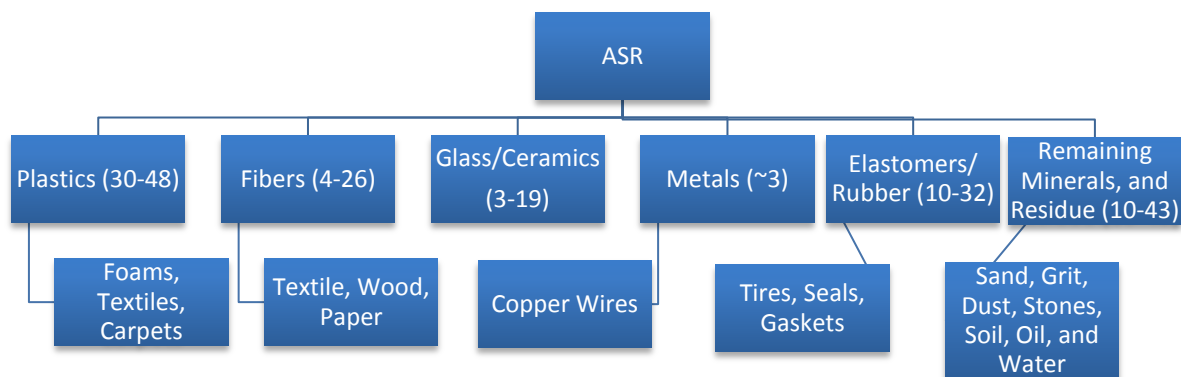 ASR
Plastics (30-48)
Fibers (4-26)
Glass/Ceramics
(3-19)
Metals (~3)
Elastomers/
Rubber (10-32)
Remaining
Minerals, and
Residue (10-43)
Foams,
Textiles,
Carpets
Textile, Wood,
Paper
Copper Wires
Tires, Seals,
Gaskets
Sand, Grit,
Dust, Stones,
Soil, Oil, and
Water